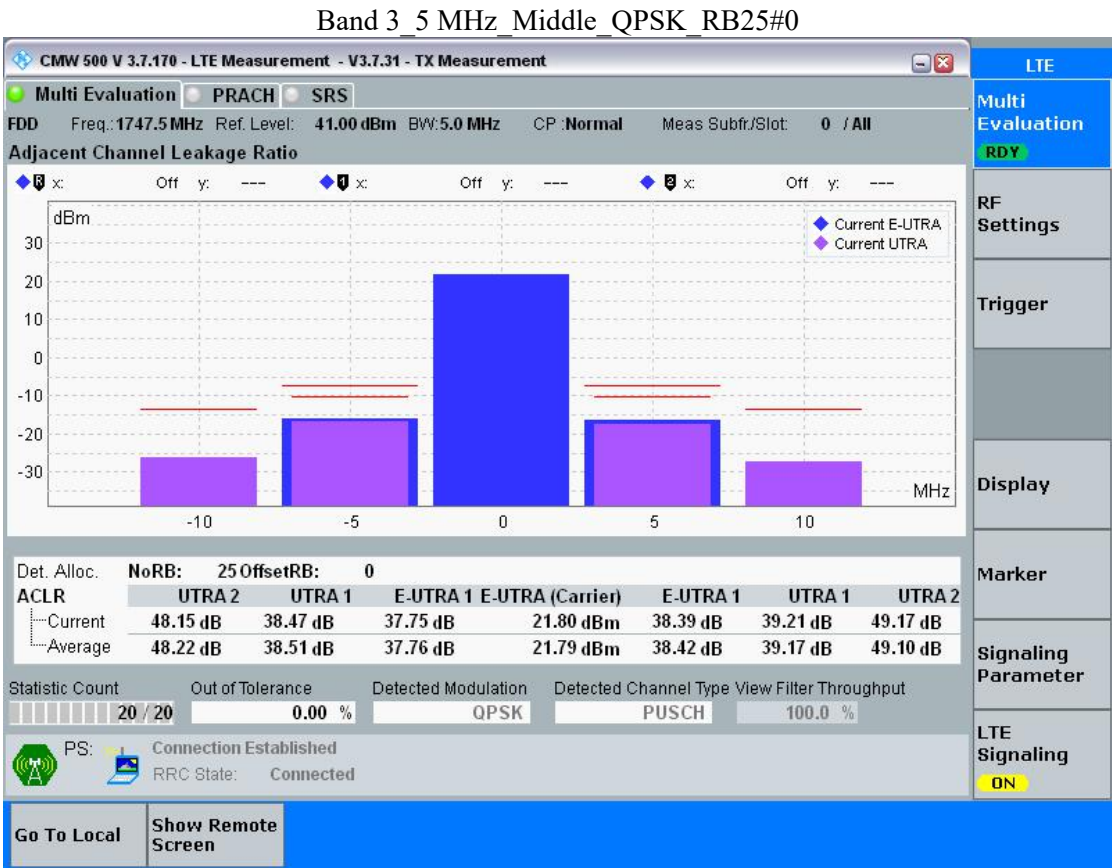 Band 3_5 MHz_Middle_QPSK_RB25#0
CMW 500 V 3.7.170 - LTE Measurement - V3.7.31 - TX Measurement
LTE
Multi Evaluation PRACH SRS
Multi Evaluation
RDY
FDD Freq.: 1747.5 MHz Ref. Level: 41.00 dBm BW: 5.0 MHz CP : Normal Meas Subfr./Slot: 0 / All
Adjacent Channel Leakage Ratio
R x: Off y: --- 1 x: Off y: --- 2 x: Off y: ---
dBm
Current E-UTRA
Current UTRA
30
20
10
0
-10
-20
-30
MHz
-10 -5 0 5 10
RF Settings
Trigger
Display
Marker
Signaling Parameter
LTE Signaling
ON
Det. Alloc. NoRB: 25 OffsetRB: 0
ACLR UTRA 2 UTRA 1 E-UTRA 1 E-UTRA (Carrier) E-UTRA 1 UTRA 1 UTRA 2
Current 48.15 dB 38.47 dB 37.75 dB 21.80 dBm 38.39 dB 39.21 dB 49.17 dB
Average 48.22 dB 38.51 dB 37.76 dB 21.79 dBm 38.42 dB 39.17 dB 49.10 dB
Statistic Count Out of Tolerance Detected Modulation Detected Channel Type View Filter Throughput
20 / 20 0.00 % QPSK PUSCH 100.0 %
PS: Connection Established
RRC State: Connected
Go To Local
Show Remote Screen